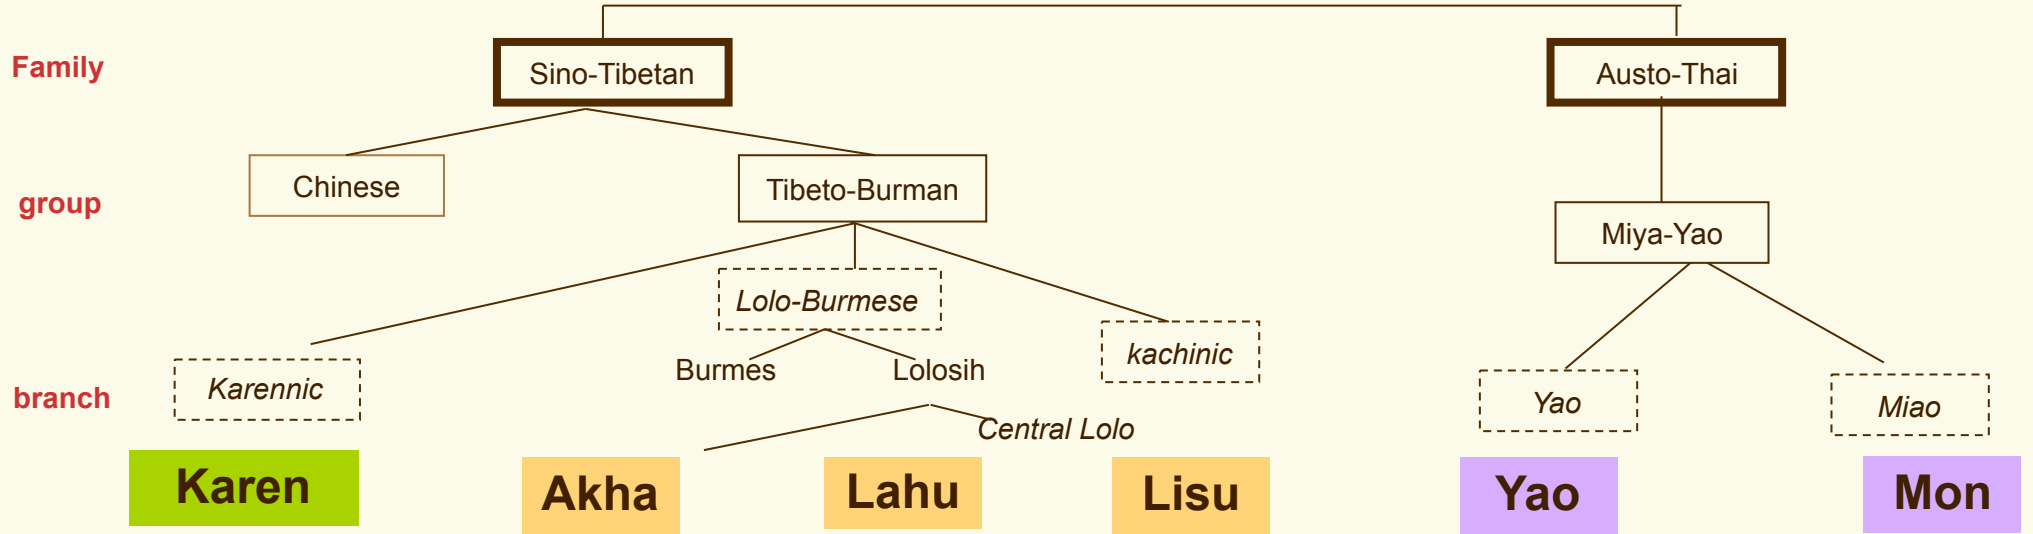 Family
Sino-Tibetan
Austo-Thai
group
Chinese
Tibeto-Burman
Miya-Yao
Lolo-Burmese
kachinic
Burmes
Lolosih
branch
Karennic
Yao
Miao
Central Lolo
Karen
Akha
Lahu
Lisu
Yao
Mon